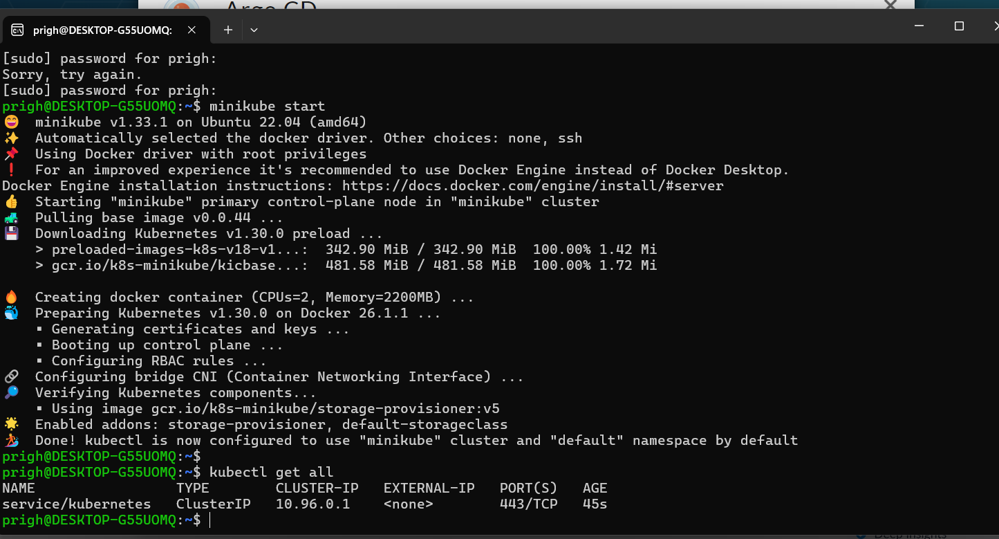 Argo CD
prigh@DESKTOP-G55UOMQ:
[sudo] password for prigh:
Sorry, try again.
[sudo] password for prigh:
prigh@DESKTOP-G55UOMQ:~$ minikube start
😄  minikube v1.33.1 on Ubuntu 22.04 (amd64)
✨  Automatically selected the docker driver. Other choices: none, ssh
📌  Using Docker driver with root privileges
❗  For an improved experience it's recommended to use Docker Engine instead of Docker Desktop.
Docker Engine installation instructions: https://docs.docker.com/engine/install/#server
👍  Starting "minikube" primary control-plane node in "minikube" cluster
🚜  Pulling base image v0.0.44 ...
💾  Downloading Kubernetes v1.30.0 preload ...
    > preloaded-images-k8s-v18-v1...:  342.90 MiB / 342.90 MiB  100.00% 1.42 Mi
    > gcr.io/k8s-minikube/kicbase...:  481.58 MiB / 481.58 MiB  100.00% 1.72 Mi
🔥  Creating docker container (CPUs=2, Memory=2200MB) ...
🐳  Preparing Kubernetes v1.30.0 on Docker 26.1.1 ...
    ▪ Generating certificates and keys ...
    ▪ Booting up control plane ...
    ▪ Configuring RBAC rules ...
🔗  Configuring bridge CNI (Container Networking Interface) ...
🔎  Verifying Kubernetes components...
    ▪ Using image gcr.io/k8s-minikube/storage-provisioner:v5
🌟  Enabled addons: storage-provisioner, default-storageclass
🏄  Done! kubectl is now configured to use "minikube" cluster and "default" namespace by default
prigh@DESKTOP-G55UOMQ:~$
prigh@DESKTOP-G55UOMQ:~$ kubectl get all
NAME                 TYPE        CLUSTER-IP   EXTERNAL-IP   PORT(S)   AGE
service/kubernetes   ClusterIP   10.96.0.1    <none>        443/TCP   45s
prigh@DESKTOP-G55UOMQ:~$
Deep Insights